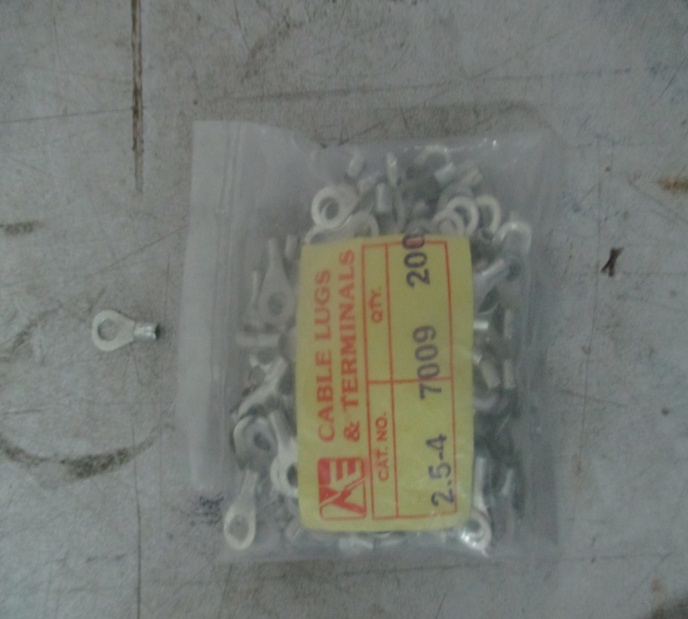 CABLE LUGS
& TERMINALS
CAT. NO. QTY.
2.5-4 7009 200